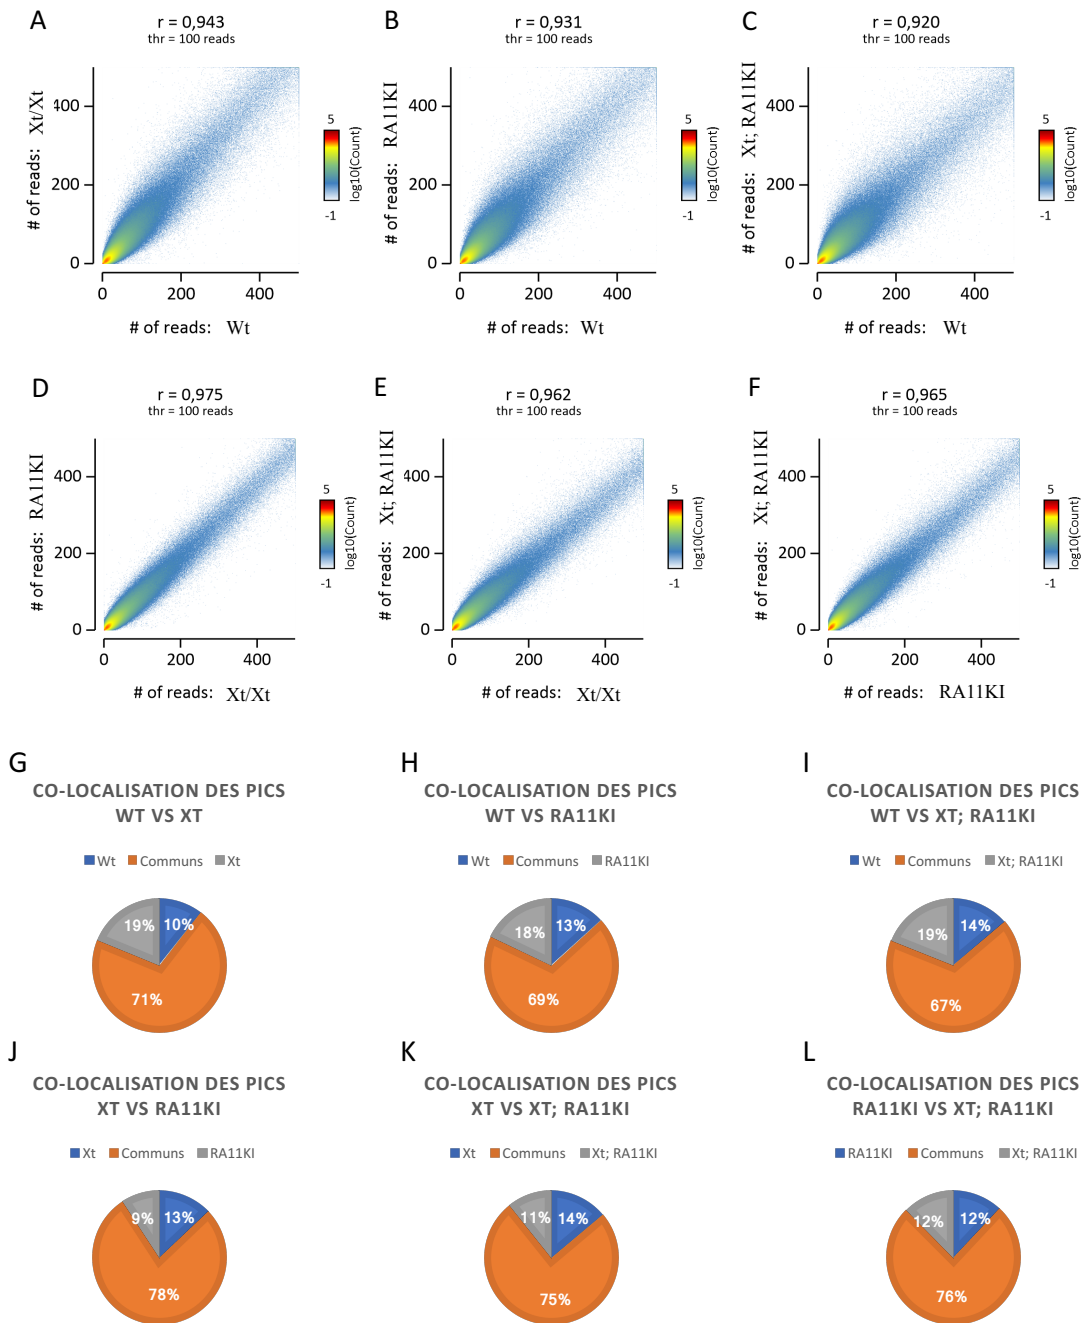 A
r = 0,943
thr = 100 reads
# of reads: Xt/Xt
400
200
0
0 200 400
# of reads: Wt
5
-1
log10(Count)
B
r = 0,931
thr = 100 reads
# of reads: RA11KI
400
200
0
0 200 400
# of reads: Wt
5
-1
log10(Count)
C
r = 0,920
thr = 100 reads
# of reads: Xt; RA11KI
400
200
0
0 200 400
# of reads: Wt
5
-1
log10(Count)
D
r = 0,975
thr = 100 reads
# of reads: RA11KI
400
200
0
0 200 400
# of reads: Xt/Xt
5
-1
log10(Count)
E
r = 0,962
thr = 100 reads
# of reads: Xt; RA11KI
400
200
0
0 200 400
# of reads: Xt/Xt
5
-1
log10(Count)
F
r = 0,965
thr = 100 reads
# of reads: Xt; RA11KI
400
200
0
0 200 400
# of reads: RA11KI
5
-1
log10(Count)
G
CO-LOCALISATION DES PICS
WT VS XT
Wt Communs Xt
19% 10%
71%
H
CO-LOCALISATION DES PICS
WT VS RA11KI
Wt Communs RA11KI
18% 13%
69%
I
CO-LOCALISATION DES PICS
WT VS XT; RA11KI
Wt Communs Xt; RA11KI
19% 14%
67%
J
CO-LOCALISATION DES PICS
XT VS RA11KI
Xt Communs RA11KI
9% 13%
78%
K
CO-LOCALISATION DES PICS
XT VS XT; RA11KI
Xt Communs Xt; RA11KI
11% 14%
75%
L
CO-LOCALISATION DES PICS
RA11KI VS XT; RA11KI
RA11KI Communs Xt; RA11KI
12% 12%
76%